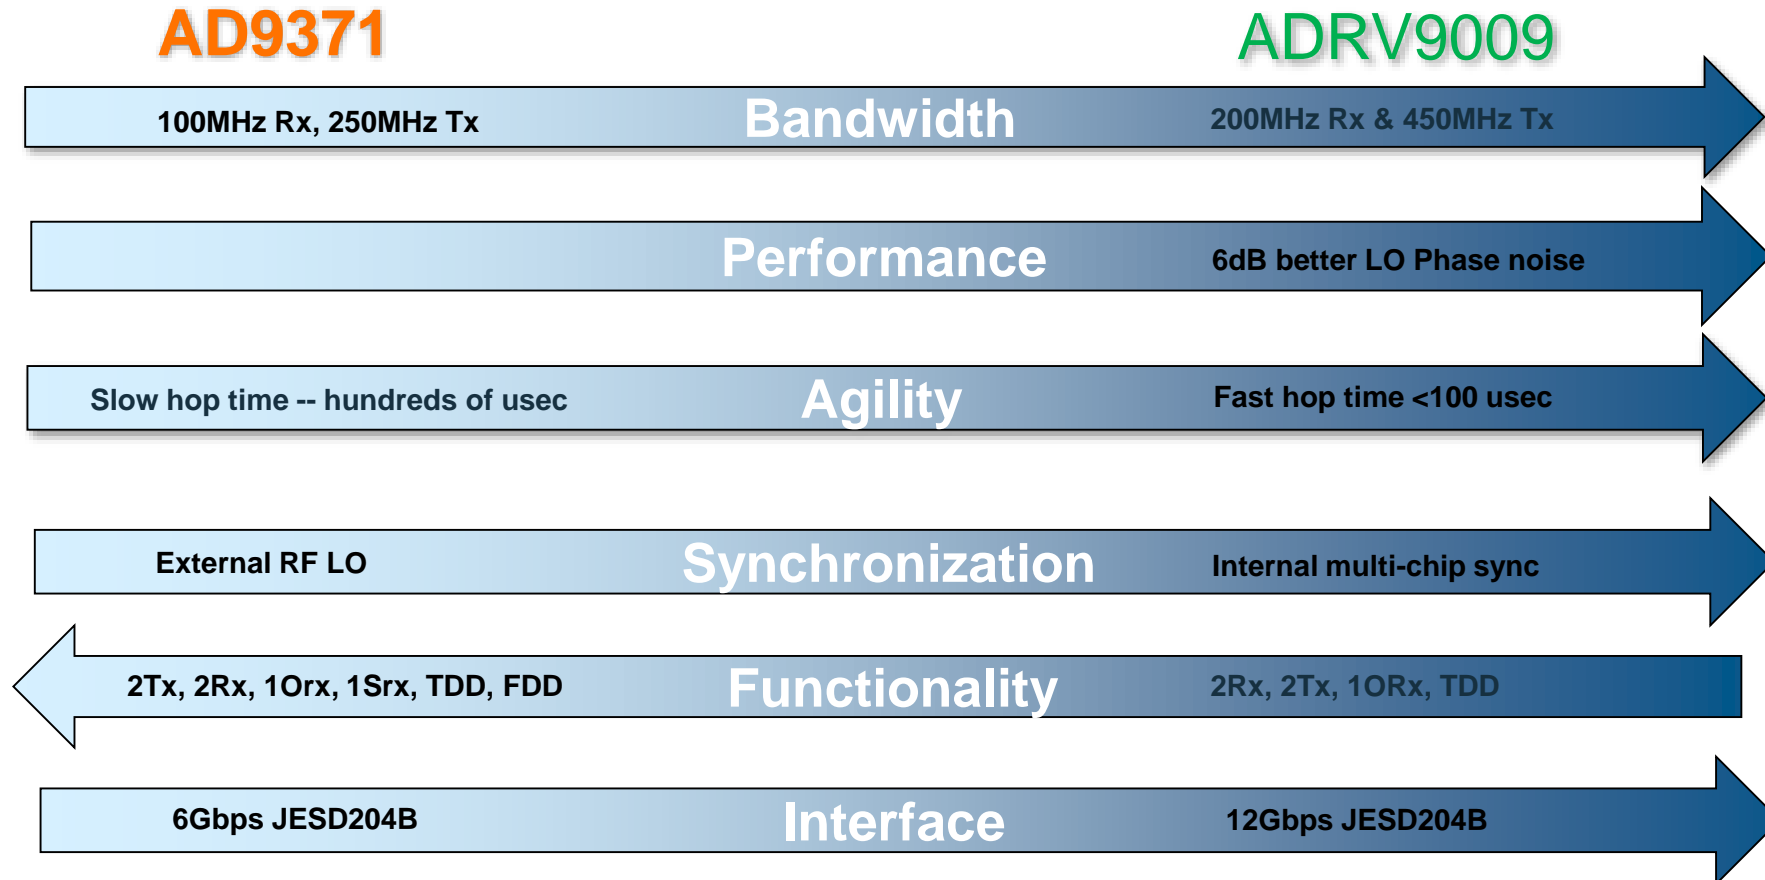 AD9371
ADRV9009
100MHz Rx, 250MHz Tx
Bandwidth
200MHz Rx & 450MHz Tx
Performance
6dB better LO Phase noise
Slow hop time -- hundreds of usec
Agility
Fast hop time <100 usec
External RF LO
Synchronization
Internal multi-chip sync
2Tx, 2Rx, 1Orx, 1Srx, TDD, FDD
Functionality
2Rx, 2Tx, 1ORx, TDD
6Gbps JESD204B
Interface
12Gbps JESD204B